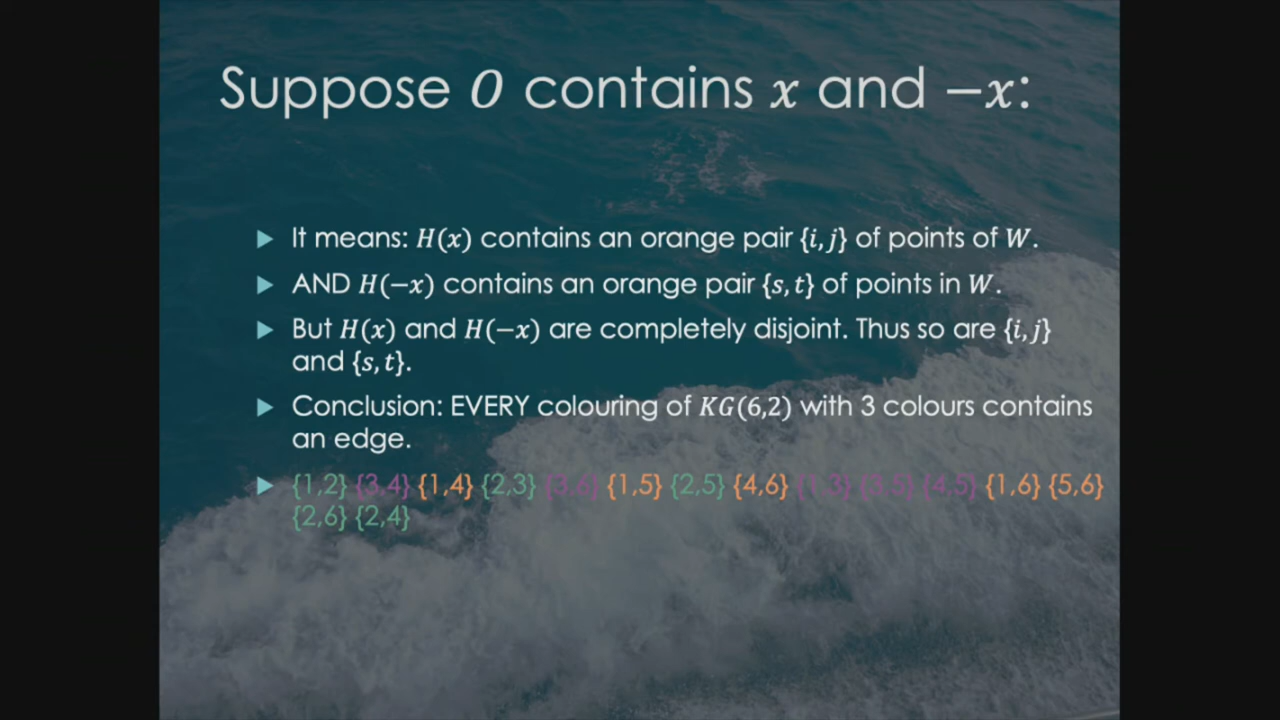 Suppose O contains x and −x:
▶ It means: H(x) contains an orange pair {i,j} of points of W.
▶ AND H(−x) contains an orange pair {s,t} of points in W.
▶ But H(x) and H(−x) are completely disjoint. Thus so are {i,j}
and {s,t}.
▶ Conclusion: EVERY colouring of KG(6,2) with 3 colours contains
an edge.
▶ {1,2} {3,4} {1,4} {2,3} {3,6} {1,5} {2,5} {4,6} {1,3} {3,5} {4,5} {1,6} {5,6}
{2,6} {2,4}